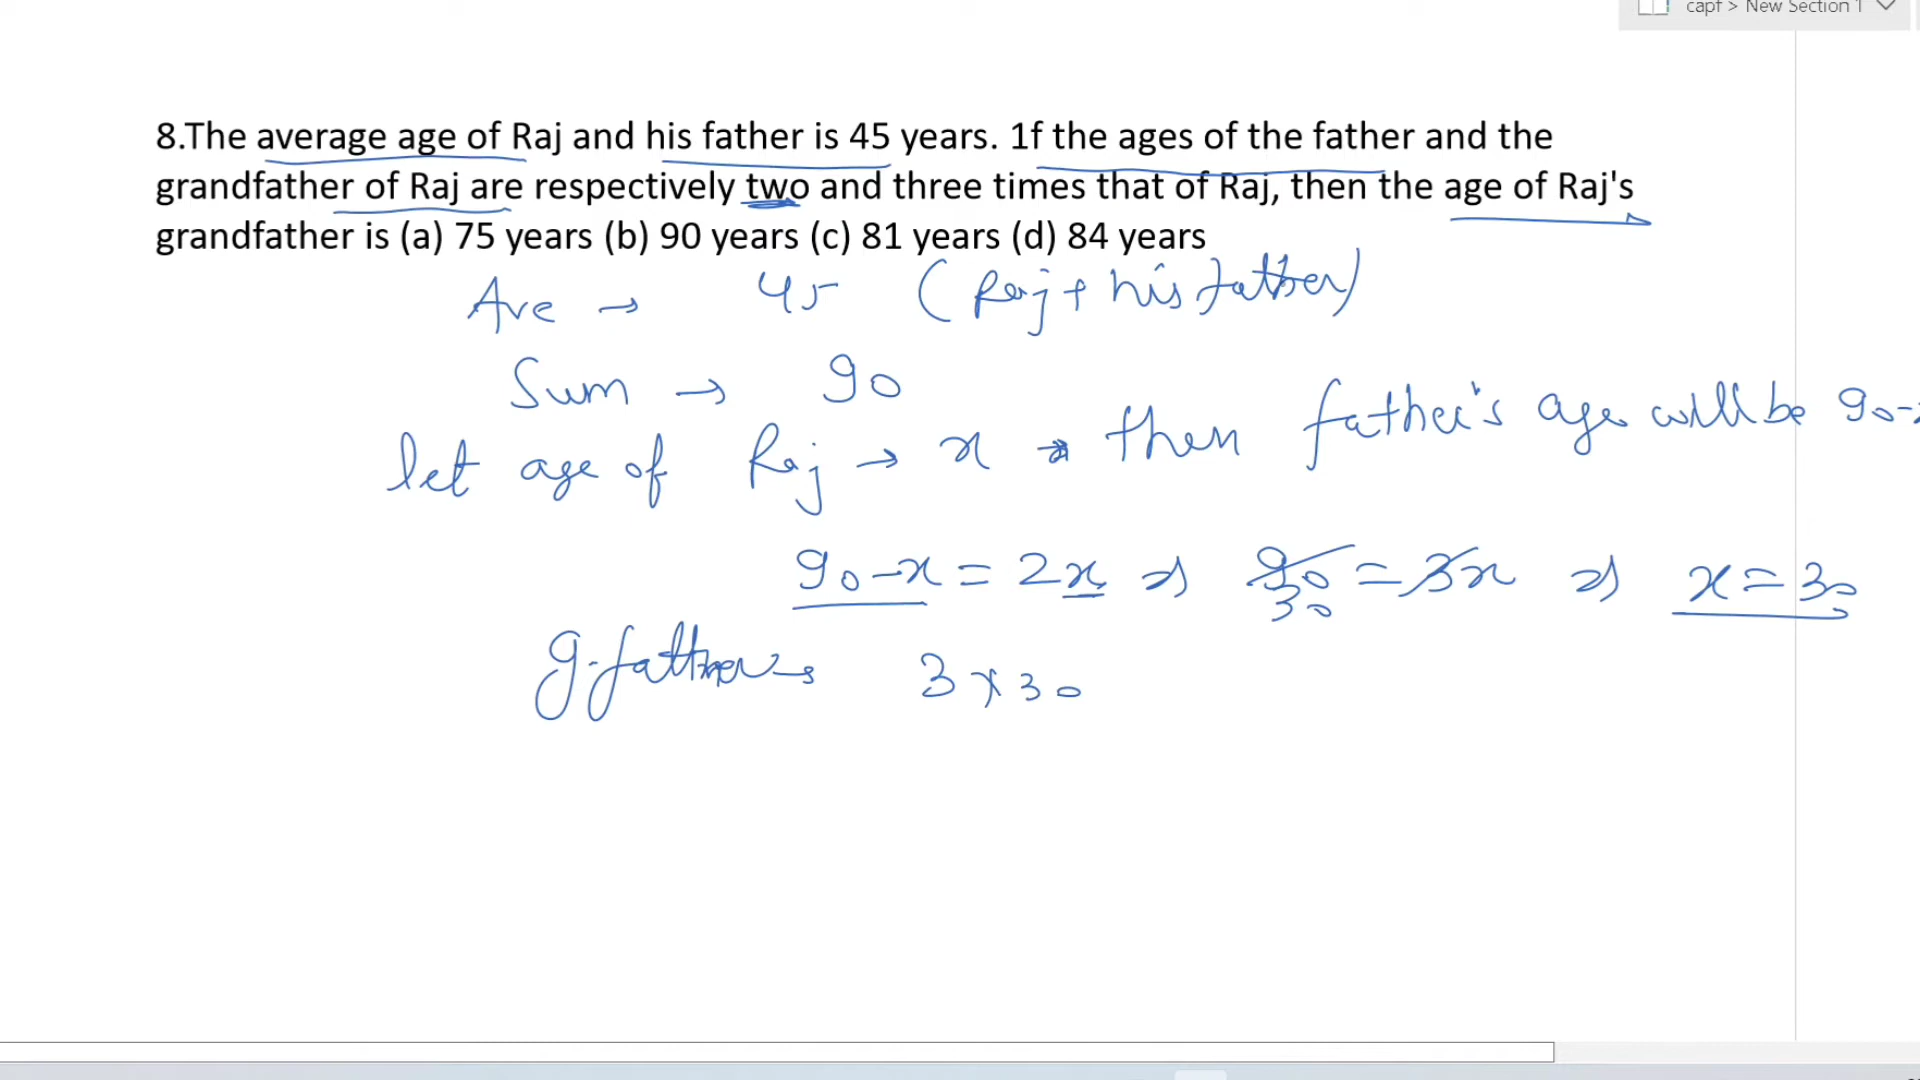 capf > New Section 1
8.The average age of Raj and his father is 45 years. 1f the ages of the father and the
grandfather of Raj are respectively two and three times that of Raj, then the age of Raj's
grandfather is (a) 75 years (b) 90 years (c) 81 years (d) 84 years
Ave → 45 (Raj + his father)
Sum → 90
let age of Raj → x → then father's age will be 90-
90-x = 2x ⇒ 90 = 3x ⇒ x = 30
30
g.father → 3 x 30